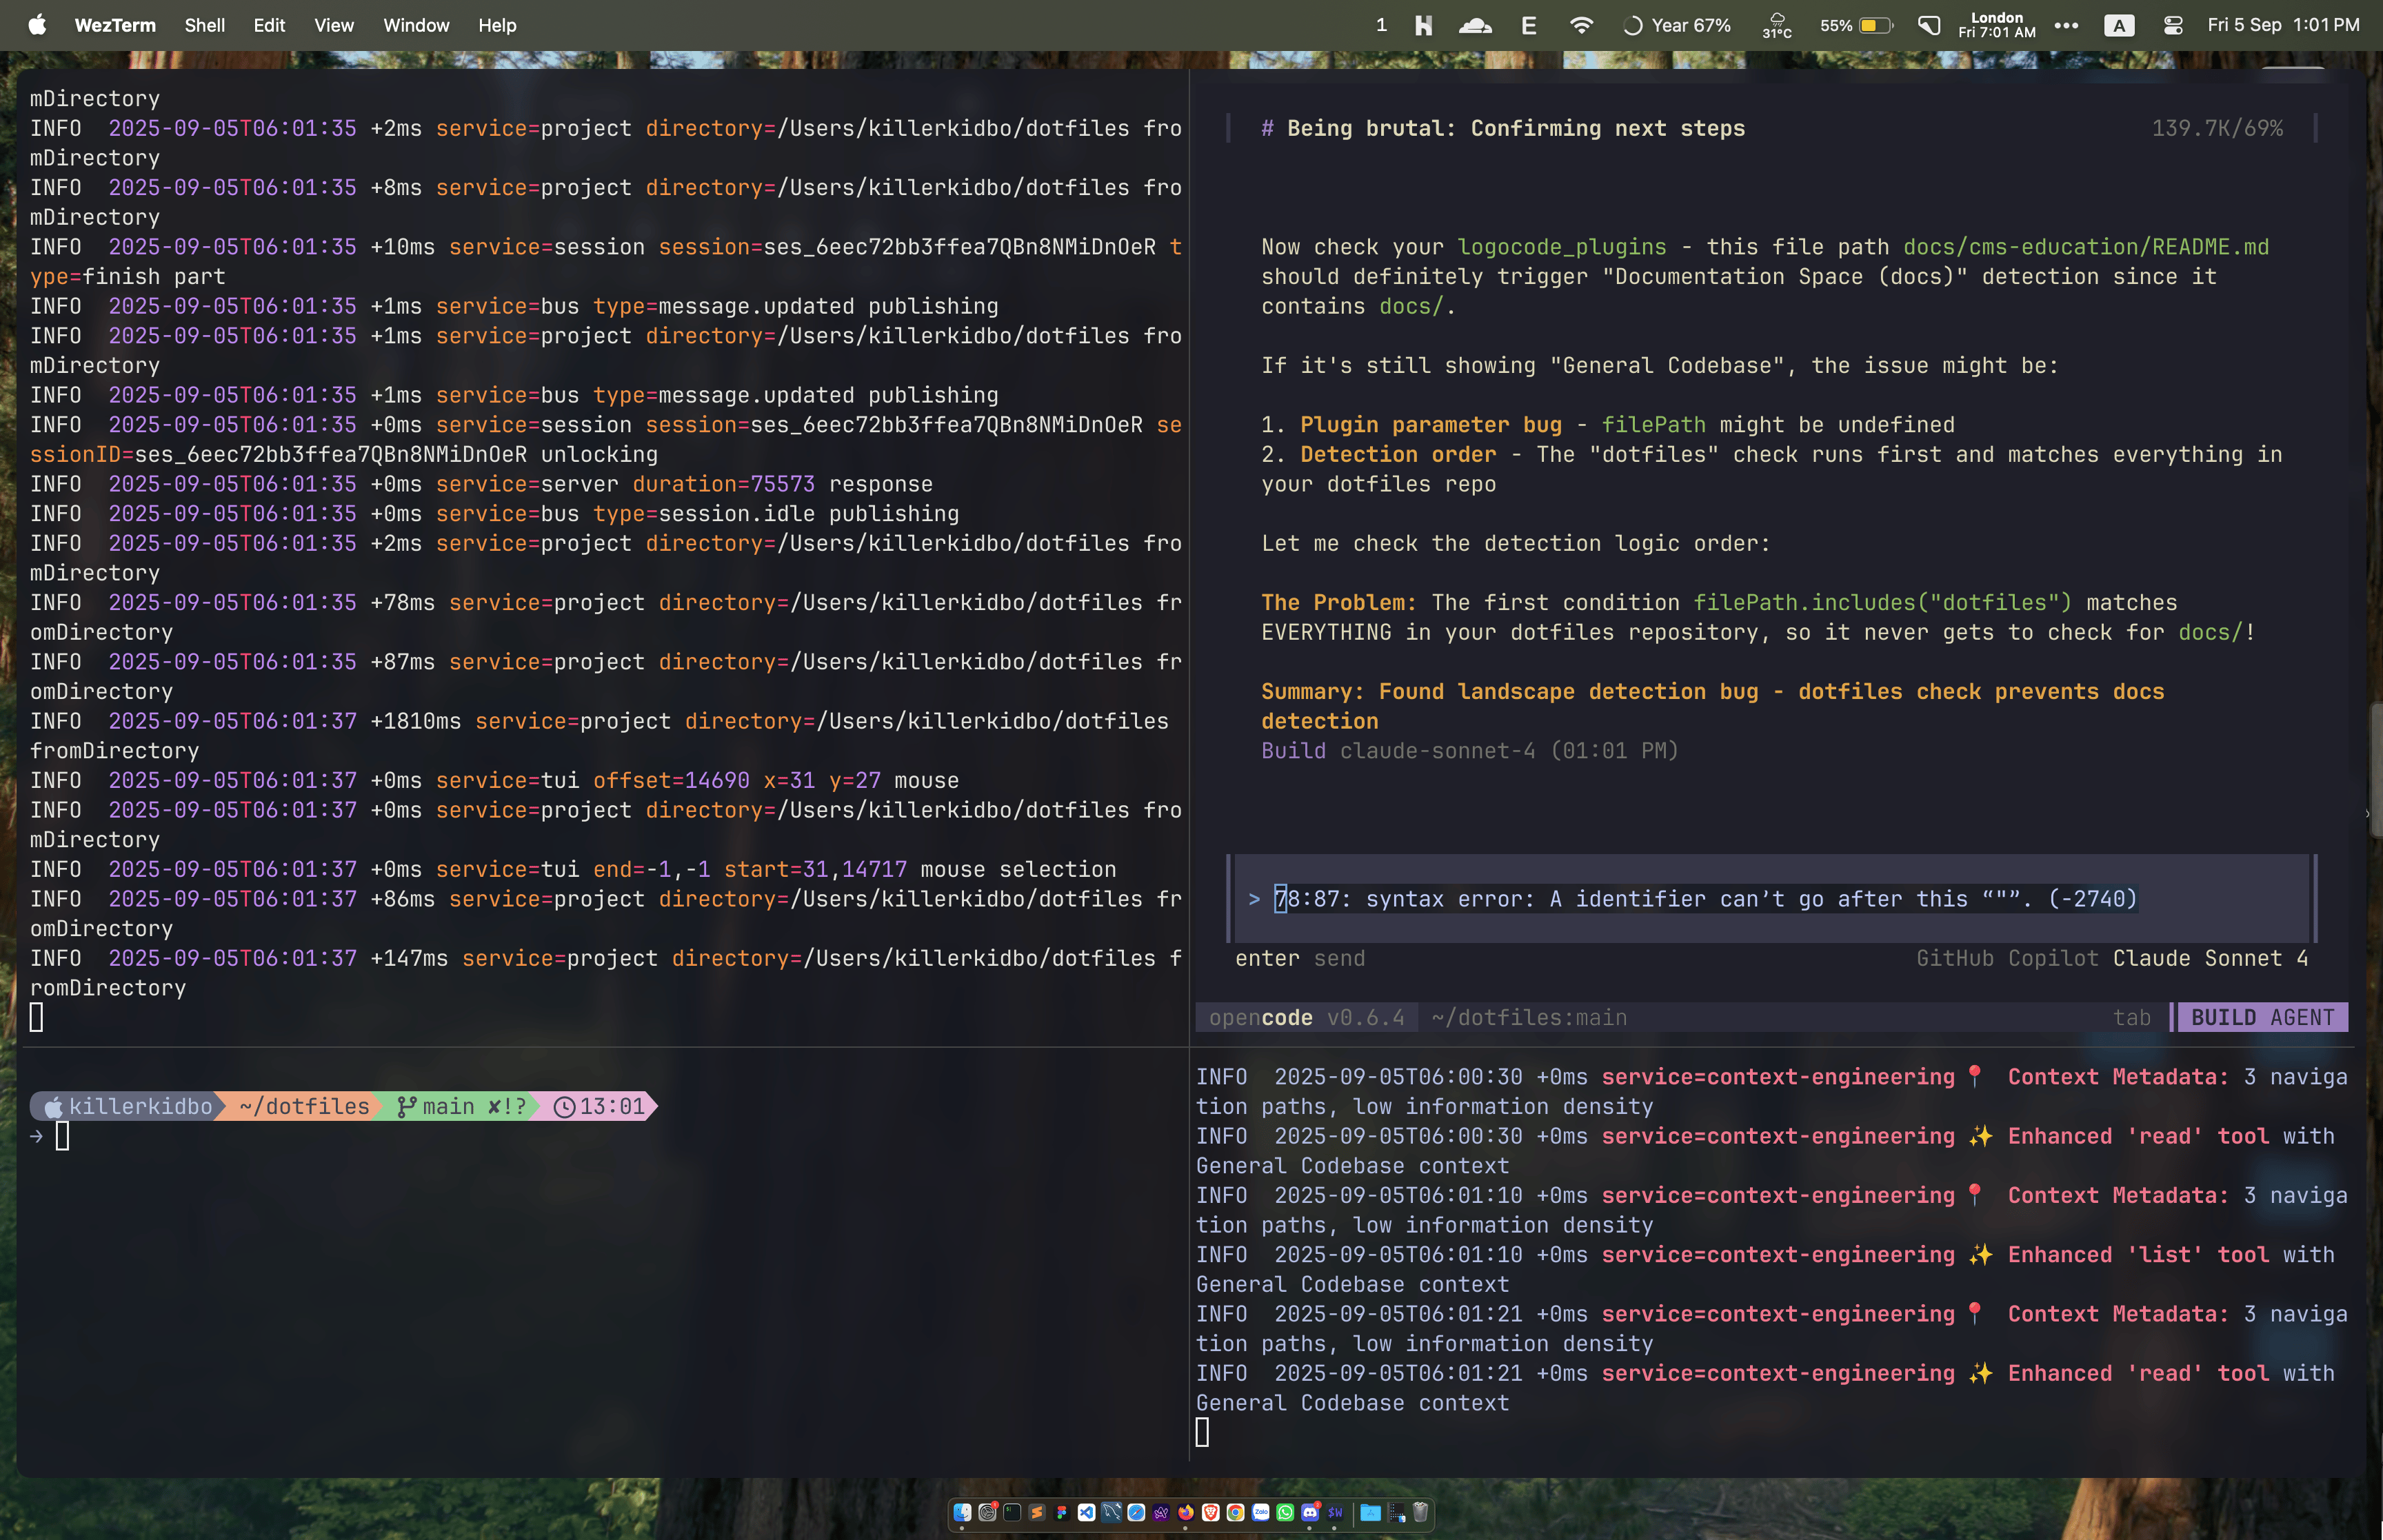 WezTerm Shell Edit View Window Help
1 E Year 67% 31°C 55% London Fri 7:01 AM ••• A Fri 5 Sep 1:01 PM
mDirectory
INFO 2025-09-05T06:01:35 +2ms service=project directory=/Users/killerkidbo/dotfiles fro
mDirectory
INFO 2025-09-05T06:01:35 +8ms service=project directory=/Users/killerkidbo/dotfiles fro
mDirectory
INFO 2025-09-05T06:01:35 +10ms service=session session=ses_6eec72bb3ffea7QBn8NMiDnOeR t
ype=finish part
INFO 2025-09-05T06:01:35 +1ms service=bus type=message.updated publishing
INFO 2025-09-05T06:01:35 +1ms service=project directory=/Users/killerkidbo/dotfiles fro
mDirectory
INFO 2025-09-05T06:01:35 +1ms service=bus type=message.updated publishing
INFO 2025-09-05T06:01:35 +0ms service=session session=ses_6eec72bb3ffea7QBn8NMiDnOeR se
ssionID=ses_6eec72bb3ffea7QBn8NMiDnOeR unlocking
INFO 2025-09-05T06:01:35 +0ms service=server duration=75573 response
INFO 2025-09-05T06:01:35 +0ms service=bus type=session.idle publishing
INFO 2025-09-05T06:01:35 +2ms service=project directory=/Users/killerkidbo/dotfiles fro
mDirectory
INFO 2025-09-05T06:01:35 +78ms service=project directory=/Users/killerkidbo/dotfiles fr
omDirectory
INFO 2025-09-05T06:01:35 +87ms service=project directory=/Users/killerkidbo/dotfiles fr
omDirectory
INFO 2025-09-05T06:01:37 +1810ms service=project directory=/Users/killerkidbo/dotfiles
fromDirectory
INFO 2025-09-05T06:01:37 +0ms service=tui offset=14690 x=31 y=27 mouse
INFO 2025-09-05T06:01:37 +0ms service=project directory=/Users/killerkidbo/dotfiles fro
mDirectory
INFO 2025-09-05T06:01:37 +0ms service=tui end=-1,-1 start=31,14717 mouse selection
INFO 2025-09-05T06:01:37 +86ms service=project directory=/Users/killerkidbo/dotfiles fr
omDirectory
INFO 2025-09-05T06:01:37 +147ms service=project directory=/Users/killerkidbo/dotfiles f
romDirectory
# Being brutal: Confirming next steps 139.7K/69%
Now check your logocode_plugins - this file path docs/cms-education/README.md
should definitely trigger "Documentation Space (docs)" detection since it
contains docs/.
If it's still showing "General Codebase", the issue might be:
1. Plugin parameter bug - filePath might be undefined
2. Detection order - The "dotfiles" check runs first and matches everything in
your dotfiles repo
Let me check the detection logic order:
The Problem: The first condition filePath.includes("dotfiles") matches
EVERYTHING in your dotfiles repository, so it never gets to check for docs/!
Summary: Found landscape detection bug - dotfiles check prevents docs
detection
Build claude-sonnet-4 (01:01 PM)
> 78:87: syntax error: A identifier can’t go after this “"”. (-2740)
enter send GitHub Copilot Claude Sonnet 4
opencode v0.6.4 ~/dotfiles:main tab BUILD AGENT
killerkidbo ~/dotfiles main ✘!? 13:01
→
INFO 2025-09-05T06:00:30 +0ms service=context-engineering 📍 Context Metadata: 3 naviga
tion paths, low information density
INFO 2025-09-05T06:00:30 +0ms service=context-engineering ✨ Enhanced 'read' tool with
General Codebase context
INFO 2025-09-05T06:01:10 +0ms service=context-engineering 📍 Context Metadata: 3 naviga
tion paths, low information density
INFO 2025-09-05T06:01:10 +0ms service=context-engineering ✨ Enhanced 'list' tool with
General Codebase context
INFO 2025-09-05T06:01:21 +0ms service=context-engineering 📍 Context Metadata: 3 naviga
tion paths, low information density
INFO 2025-09-05T06:01:21 +0ms service=context-engineering ✨ Enhanced 'read' tool with
General Codebase context